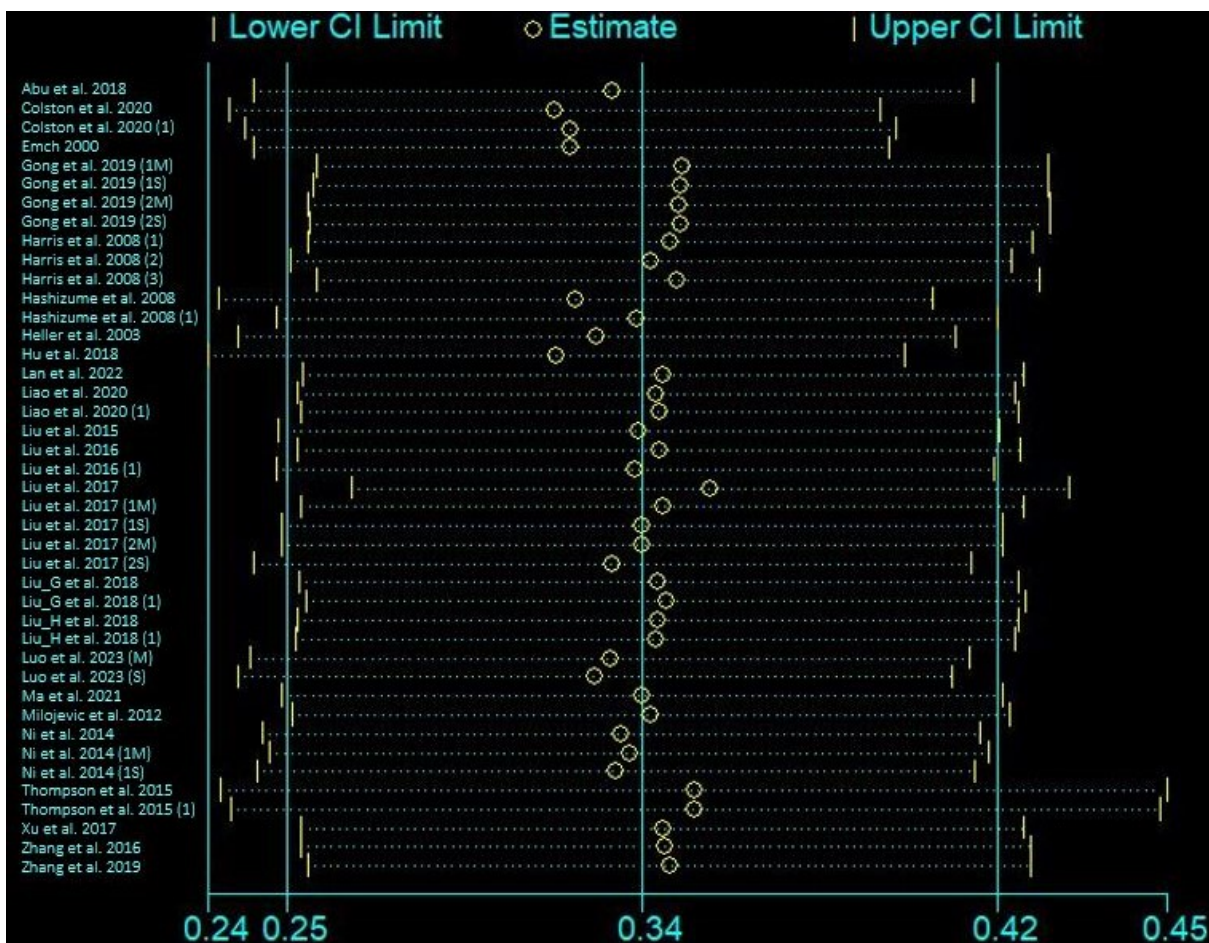 Lower CI Limit Estimate Upper CI Limit
Abu et al. 2018
Colston et al. 2020
Colston et al. 2020 (1)
Emch 2000
Gong et al. 2019 (1M)
Gong et al. 2019 (1S)
Gong et al. 2019 (2M)
Gong et al. 2019 (2S)
Harris et al. 2008 (1)
Harris et al. 2008 (2)
Harris et al. 2008 (3)
Hashizume et al. 2008
Hashizume et al. 2008 (1)
Heller et al. 2003
Hu et al. 2018
Lan et al. 2022
Liao et al. 2020
Liao et al. 2020 (1)
Liu et al. 2015
Liu et al. 2016
Liu et al. 2016 (1)
Liu et al. 2017
Liu et al. 2017 (1M)
Liu et al. 2017 (1S)
Liu et al. 2017 (2M)
Liu et al. 2017 (2S)
Liu_G et al. 2018
Liu_G et al. 2018 (1)
Liu_H et al. 2018
Liu_H et al. 2018 (1)
Luo et al. 2023 (M)
Luo et al. 2023 (S)
Ma et al. 2021
Milojevic et al. 2012
Ni et al. 2014
Ni et al. 2014 (1M)
Ni et al. 2014 (1S)
Thompson et al. 2015
Thompson et al. 2015 (1)
Xu et al. 2017
Zhang et al. 2016
Zhang et al. 2019
0.24 0.25 0.34 0.42 0.45